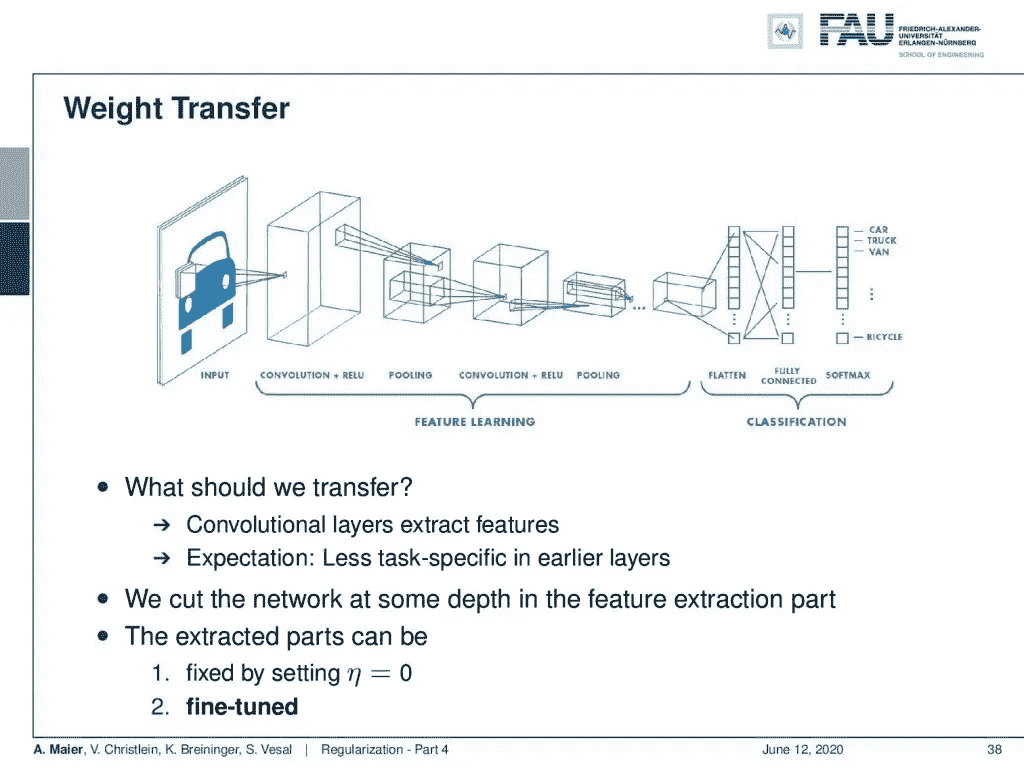 FAU
FRIEDRICH-ALEXANDER-
UNIVERSITÄT
ERLANGEN-NÜRNBERG
SCHOOL OF ENGINEERING
Weight Transfer
CAR
TRUCK
VAN
BICYCLE
INPUT
CONVOLUTION + RELU
POOLING
CONVOLUTION + RELU
POOLING
FLATTEN
FULLY
CONNECTED
SOFTMAX
FEATURE LEARNING
CLASSIFICATION
• What should we transfer?
➔ Convolutional layers extract features
➔ Expectation: Less task-specific in earlier layers
• We cut the network at some depth in the feature extraction part
• The extracted parts can be
1. fixed by setting η = 0
2. fine-tuned
A. Maier, V. Christlein, K. Breininger, S. Vesal | Regularization - Part 4
June 12, 2020
38